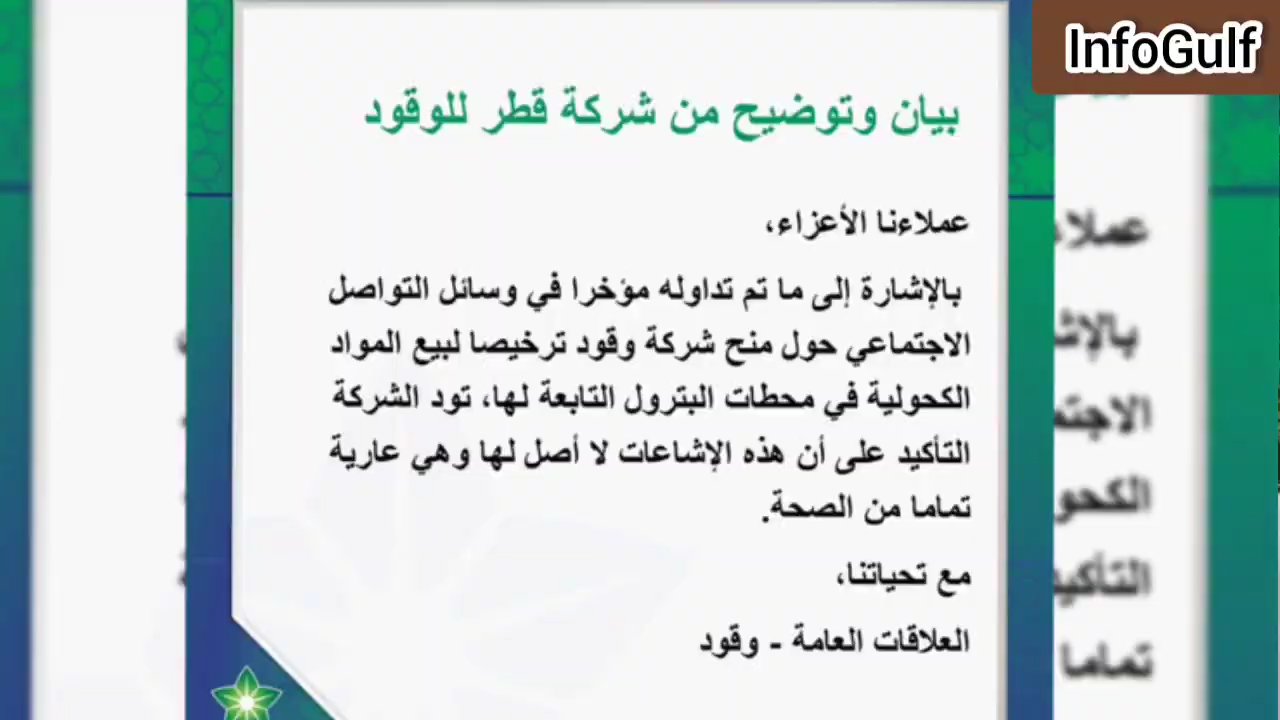 InfoGulf
بيان وتوضيح من شركة قطر للوقود
عملاءنا الأعزاء،
بالإشارة إلى ما تم تداوله مؤخرا في وسائل التواصل
الاجتماعي حول منح شركة وقود ترخيصا لبيع المواد
الكحولية في محطات البترول التابعة لها، تود الشركة
التأكيد على أن هذه الإشاعات لا أصل لها وهي عارية
تماما من الصحة.
مع تحياتنا،
العلاقات العامة - وقود